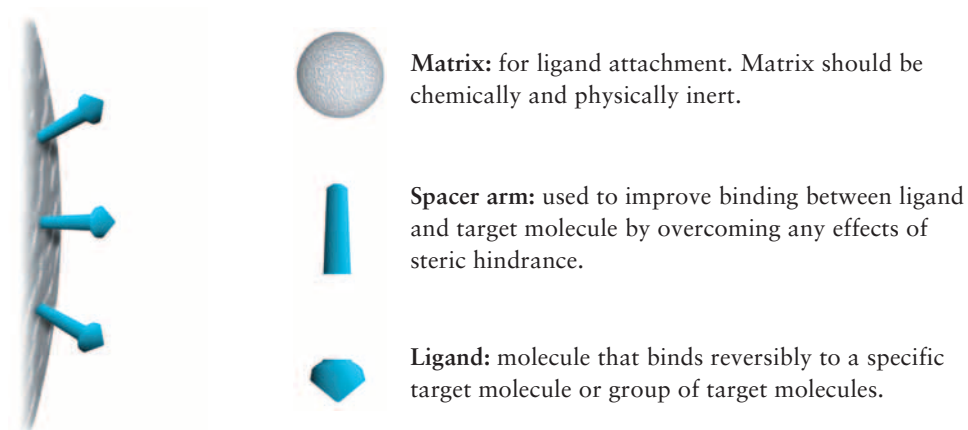 Matrix: for ligand attachment. Matrix should be
chemically and physically inert.
Spacer arm: used to improve binding between ligand
and target molecule by overcoming any effects of
steric hindrance.
Ligand: molecule that binds reversibly to a specific
target molecule or group of target molecules.